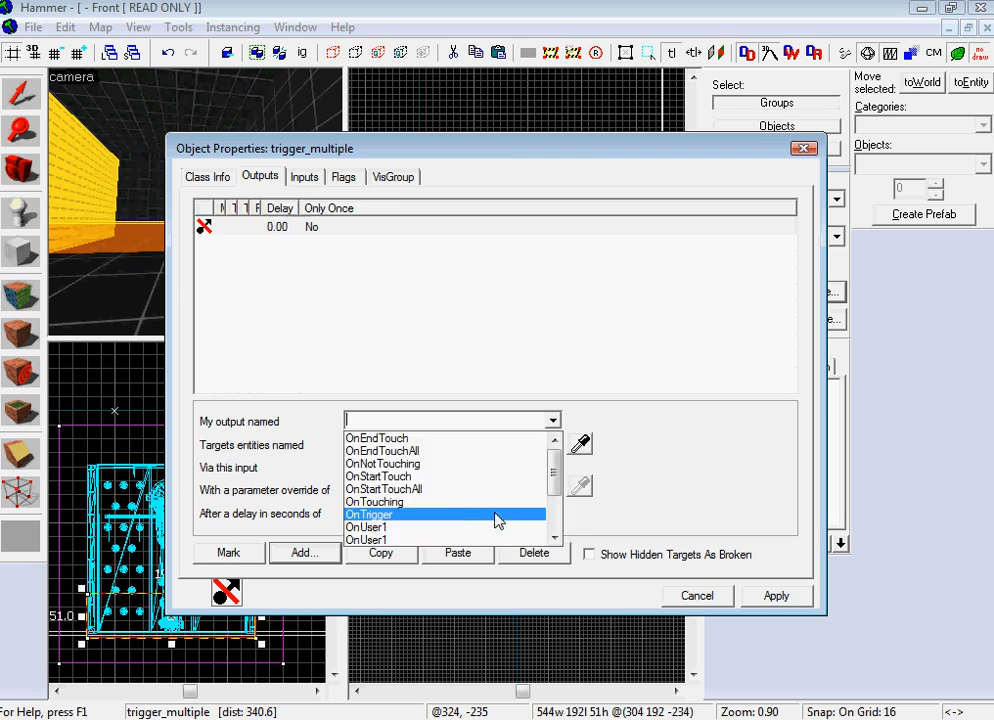 Hammer - [ - Front [ READ ONLY ]]
File Edit Map View Tools Instancing Window Help
3D ig tl <tl> CM no draw
camera
Select:
Groups
Objects
Move selected:
toWorld toEntity
Categories:
Objects:
0
Create Prefab
Object Properties: trigger_multiple
Class Info Outputs Inputs Flags VisGroup
Delay Only Once
0.00 No
My output named
Targets entities named
Via this input
With a parameter override of
After a delay in seconds of
OnEndTouch
OnEndTouchAll
OnNotTouching
OnStartTouch
OnStartTouchAll
OnTouching
OnTrigger
OnUser1
OnUser1
Mark Add... Copy Paste Delete Show Hidden Targets As Broken
Cancel Apply
51.0
For Help, press F1 trigger_multiple [dist: 340.6] @324, -235 544w 192l 51h @(304 192 -234) Zoom: 0.90 Snap: On Grid: 16 <->